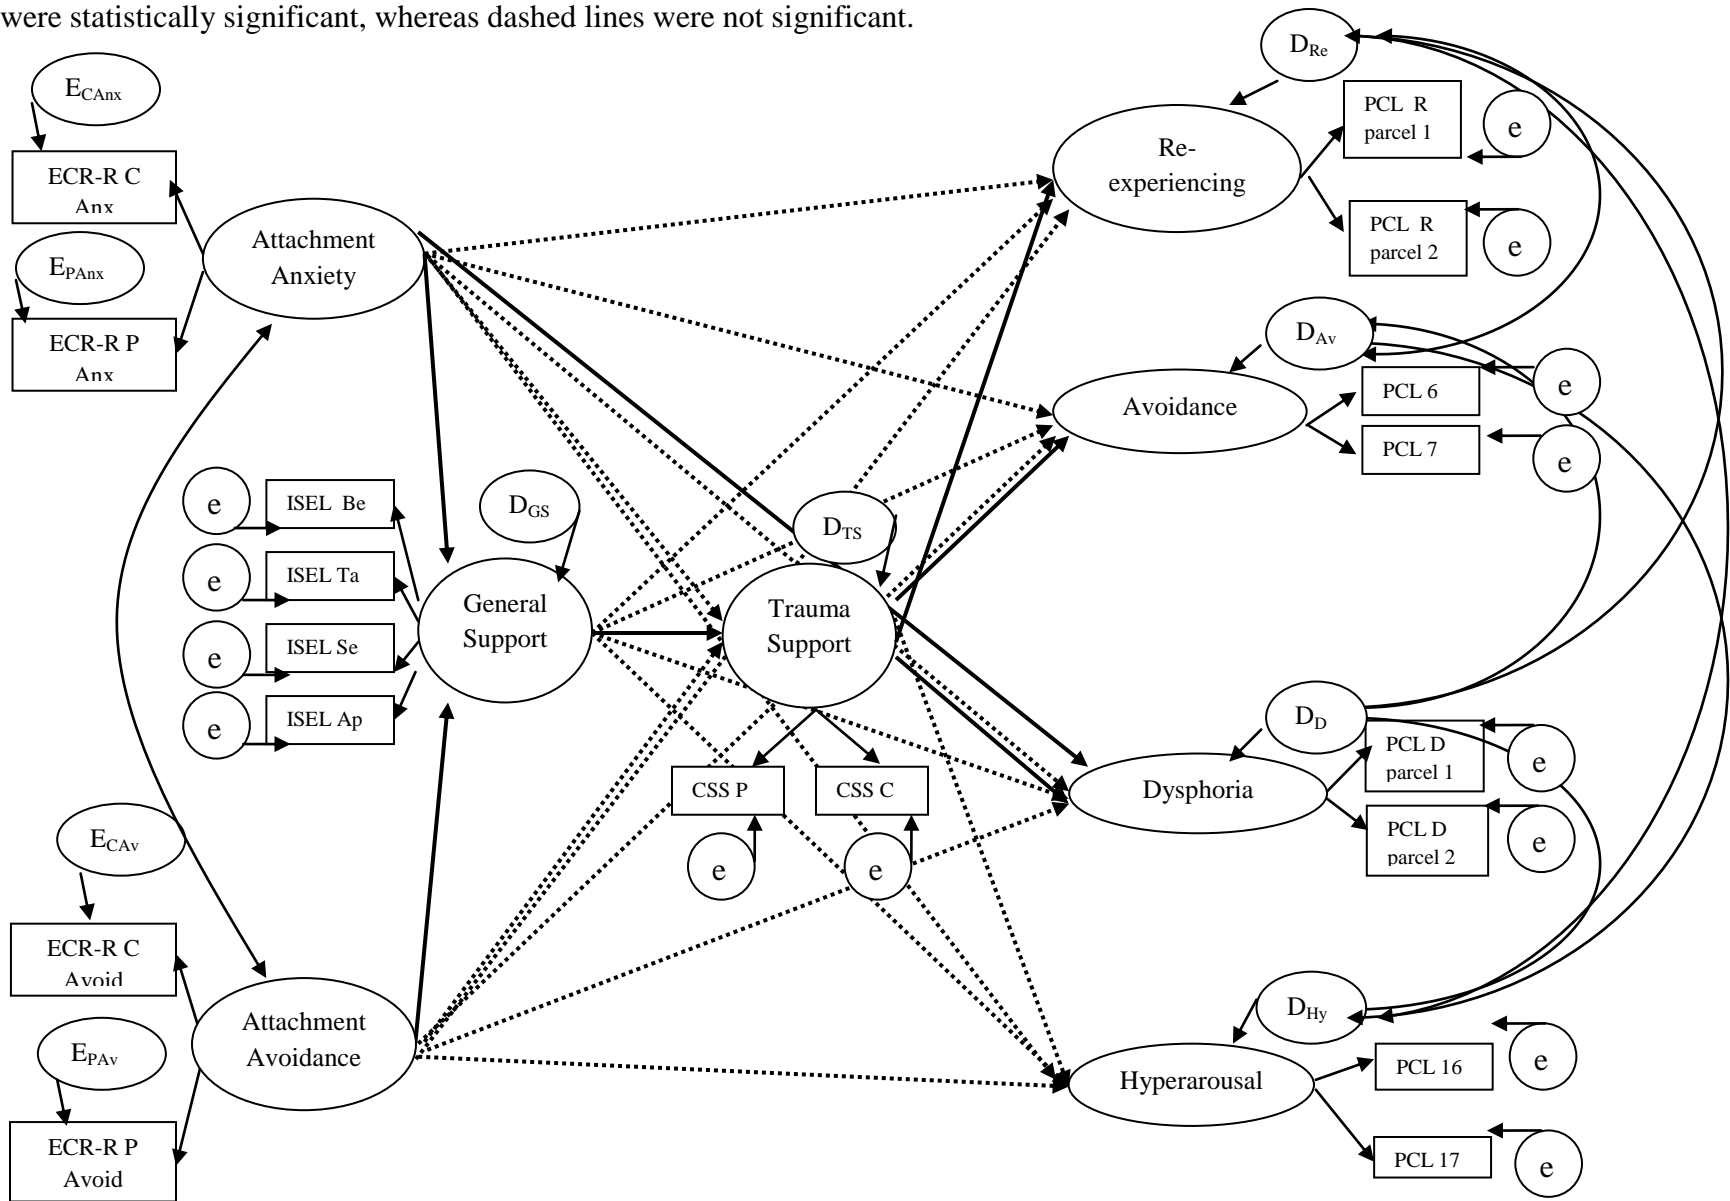 were statistically significant, whereas dashed lines were not significant.
E_CAnx
ECR-R C
Anx
E_PAnx
ECR-R P
Anx
Attachment
Anxiety
ISEL Be
e
ISEL Ta
e
ISEL Se
e
ISEL Ap
e
D_GS
General
Support
D_TS
Trauma
Support
CSS P
CSS C
e
e
E_CAv
ECR-R C
Avoid
E_PAv
ECR-R P
Avoid
Attachment
Avoidance
D_Re
Re-
experiencing
PCL R
parcel 1
e
PCL R
parcel 2
e
D_Av
Avoidance
PCL 6
e
PCL 7
e
D_D
Dysphoria
PCL D
parcel 1
e
PCL D
parcel 2
e
D_Hy
Hyperarousal
PCL 16
e
PCL 17
e